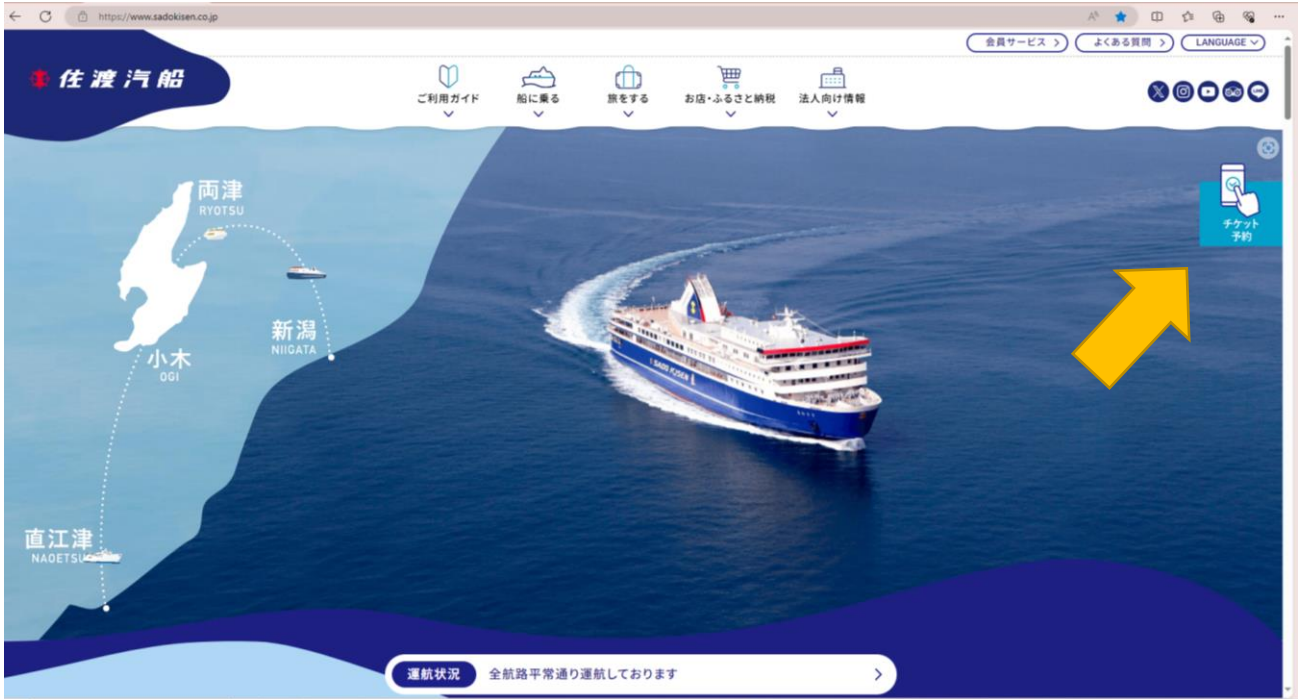 https://www.sadokisen.co.jp
会員サービス
よくある質問
LANGUAGE
佐渡汽船
ご利用ガイド
船に乗る
旅をする
お店・ふるさと納税
法人向け情報
チケット
予約
両津
RYOTSU
新潟
NIIGATA
小木
OGI
SADO KISEN
直江津
NAOETSU
運航状況 全航路平常通り運航しております